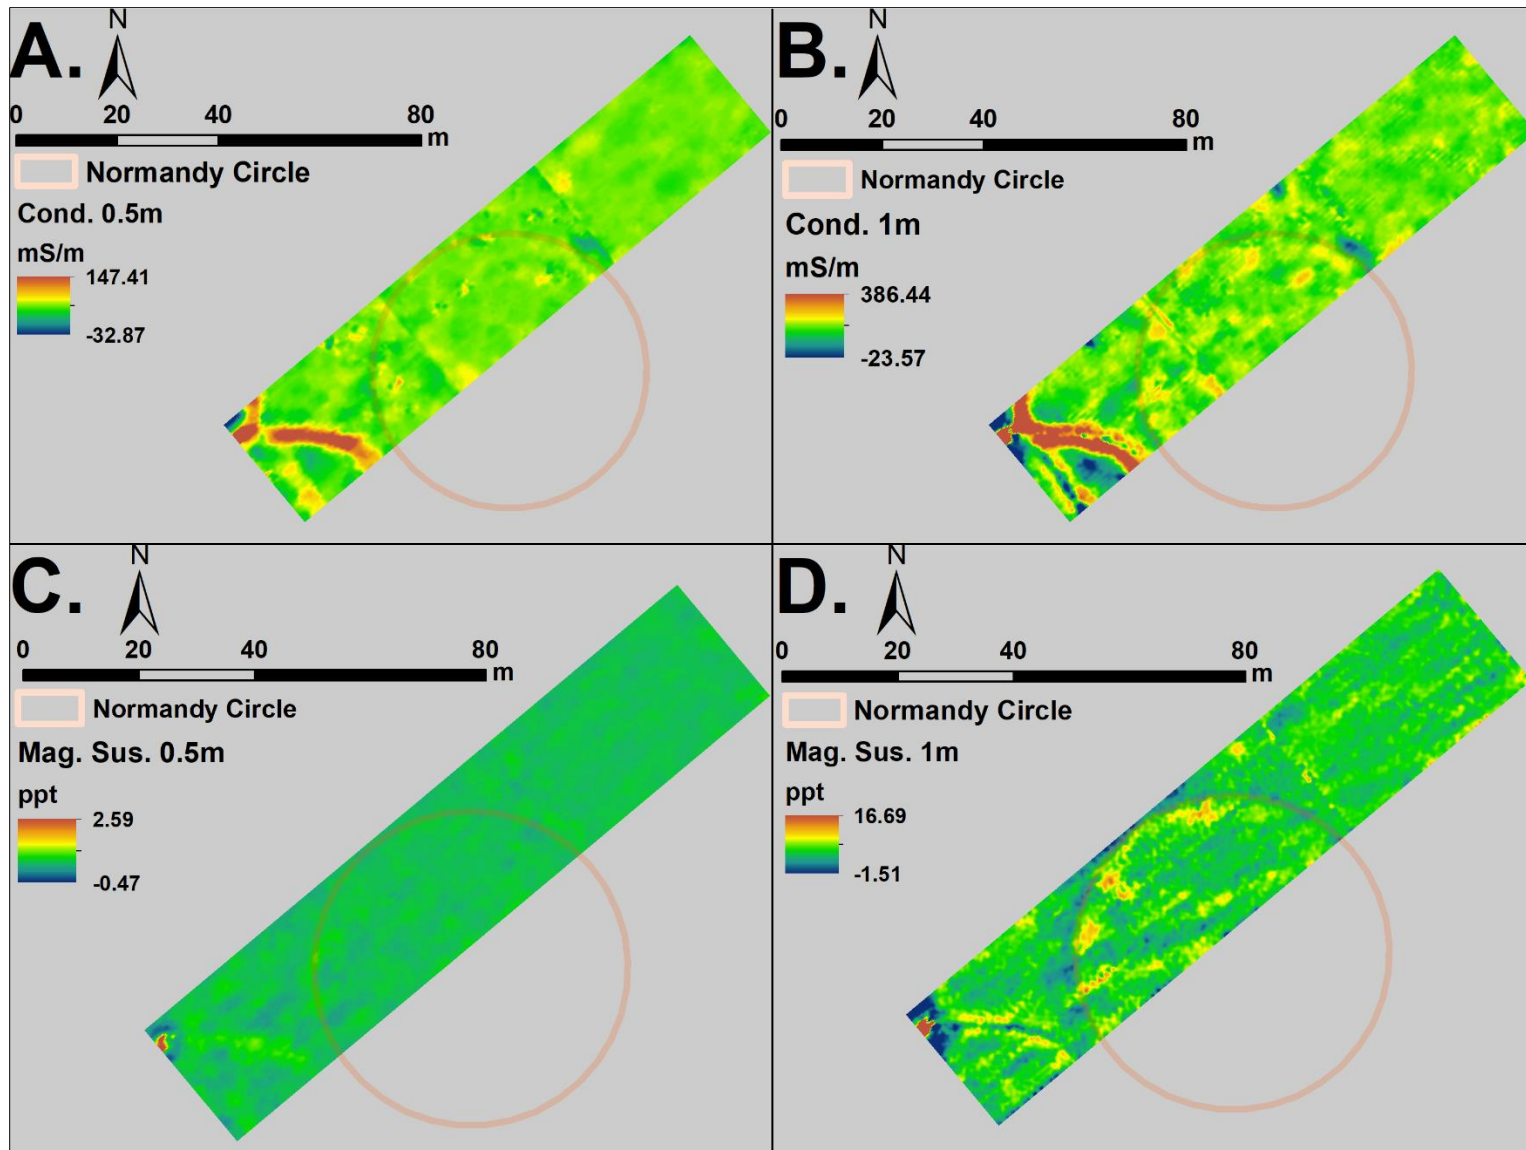 A.
N
0 20 40 80
m
Normandy Circle
Cond. 0.5m
mS/m
147.41
-32.87
B.
N
0 20 40 80
m
Normandy Circle
Cond. 1m
mS/m
386.44
-23.57
C.
N
0 20 40 80
m
Normandy Circle
Mag. Sus. 0.5m
ppt
2.59
-0.47
D.
N
0 20 40 80
m
Normandy Circle
Mag. Sus. 1m
ppt
16.69
-1.51